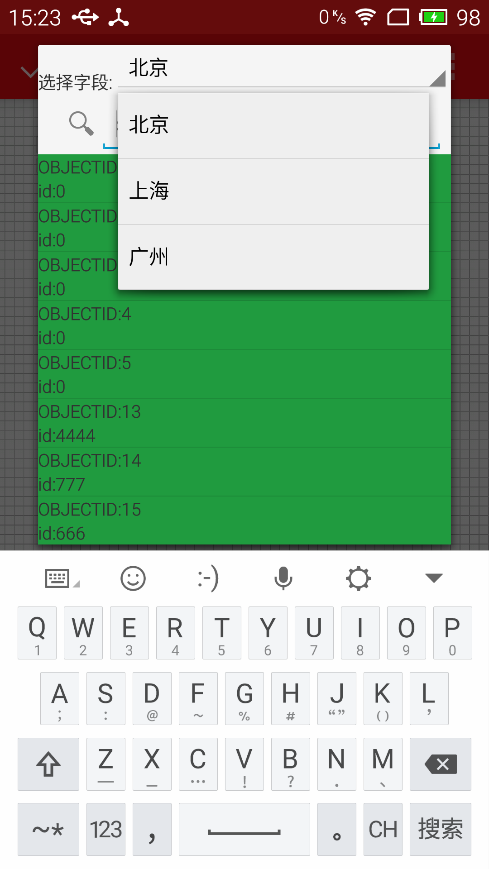 15:23 0 K/s 98
北京
选择字段:
北京
上海
广州
OBJECTID
id:0
OBJECTID
id:0
OBJECTID
id:0
OBJECTID:4
id:0
OBJECTID:5
id:0
OBJECTID:13
id:4444
OBJECTID:14
id:777
OBJECTID:15
id:666
:-)
Q W E R T Y U I O P
1 2 3 4 5 6 7 8 9 0
A S D F G H J K L
; : @ ~ % # “” ( ) ’
Z X C V B N M
— _ … ! ? . 、
~* 123 , 。 CH 搜索